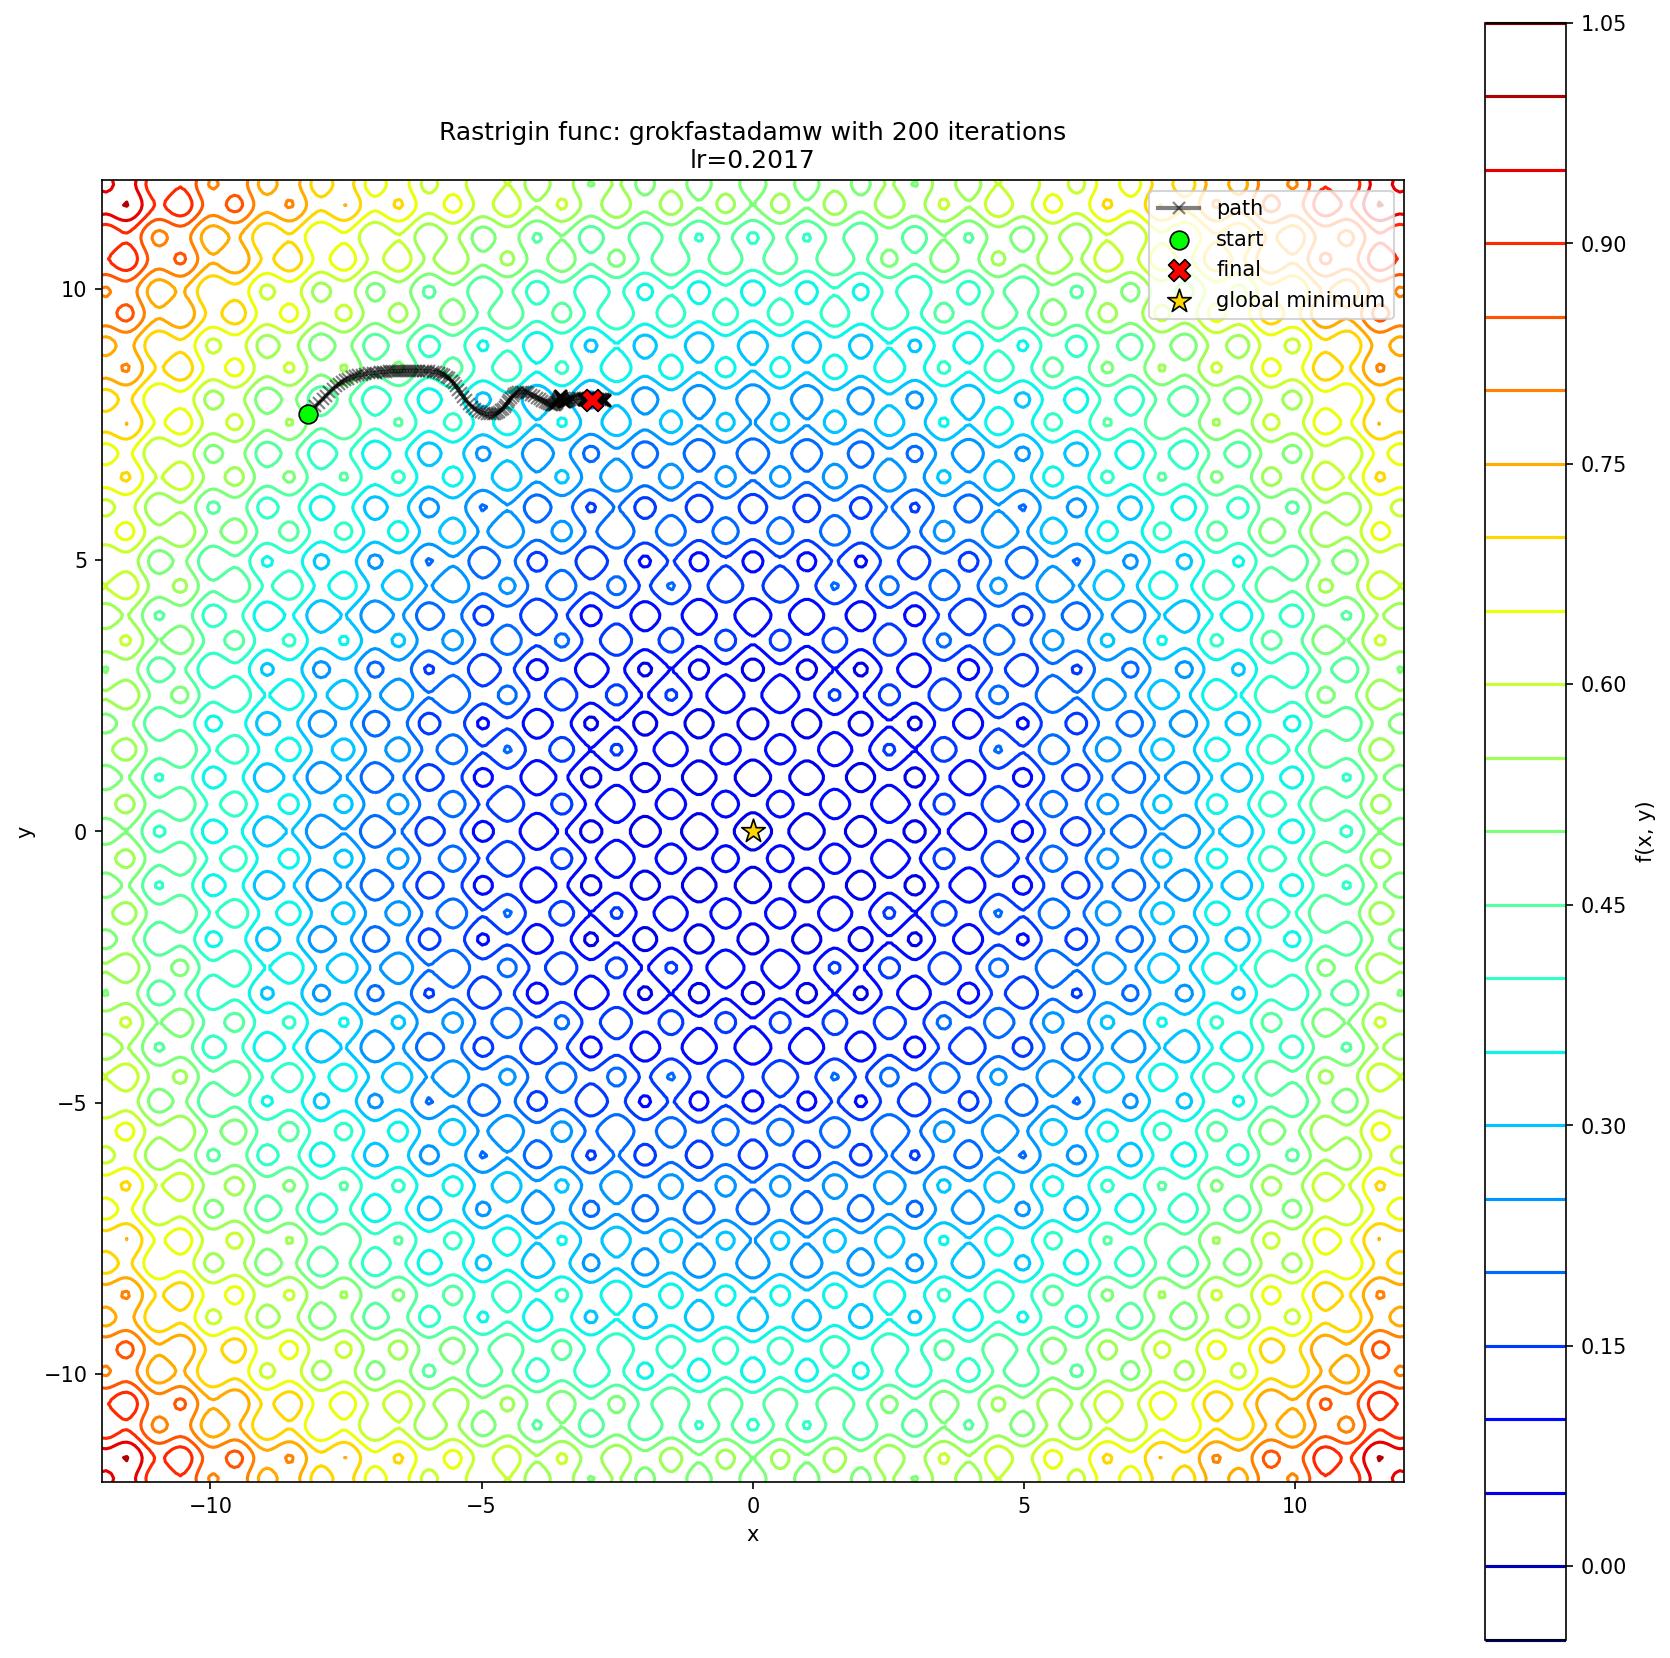 Rastrigin func: grokfastadamw with 200 iterations
lr=0.2017
path
start
final
global minimum
10
5
0
−5
−10
y
−10
−5
0
5
10
x
1.05
0.90
0.75
0.60
0.45
0.30
0.15
0.00
f(x, y)